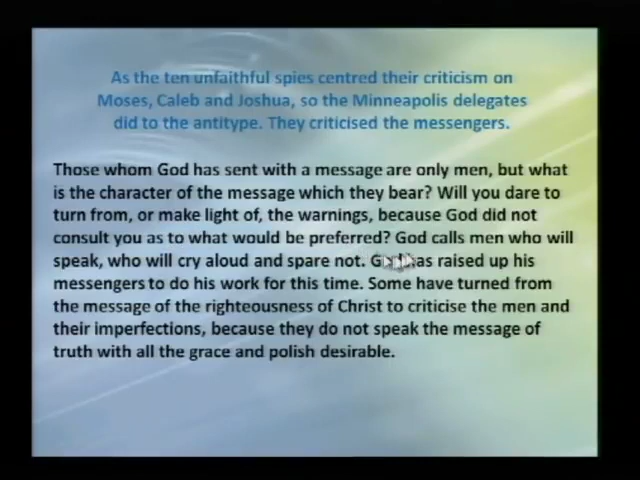 As the ten unfaithful spies centred their criticism on
Moses, Caleb and Joshua, so the Minneapolis delegates
did to the antitype. They criticised the messengers.
Those whom God has sent with a message are only men, but what
is the character of the message which they bear? Will you dare to
turn from, or make light of, the warnings, because God did not
consult you as to what would be preferred? God calls men who will
speak, who will cry aloud and spare not. God has raised up his
messengers to do his work for this time. Some have turned from
the message of the righteousness of Christ to criticise the men and
their imperfections, because they do not speak the message of
truth with all the grace and polish desirable.